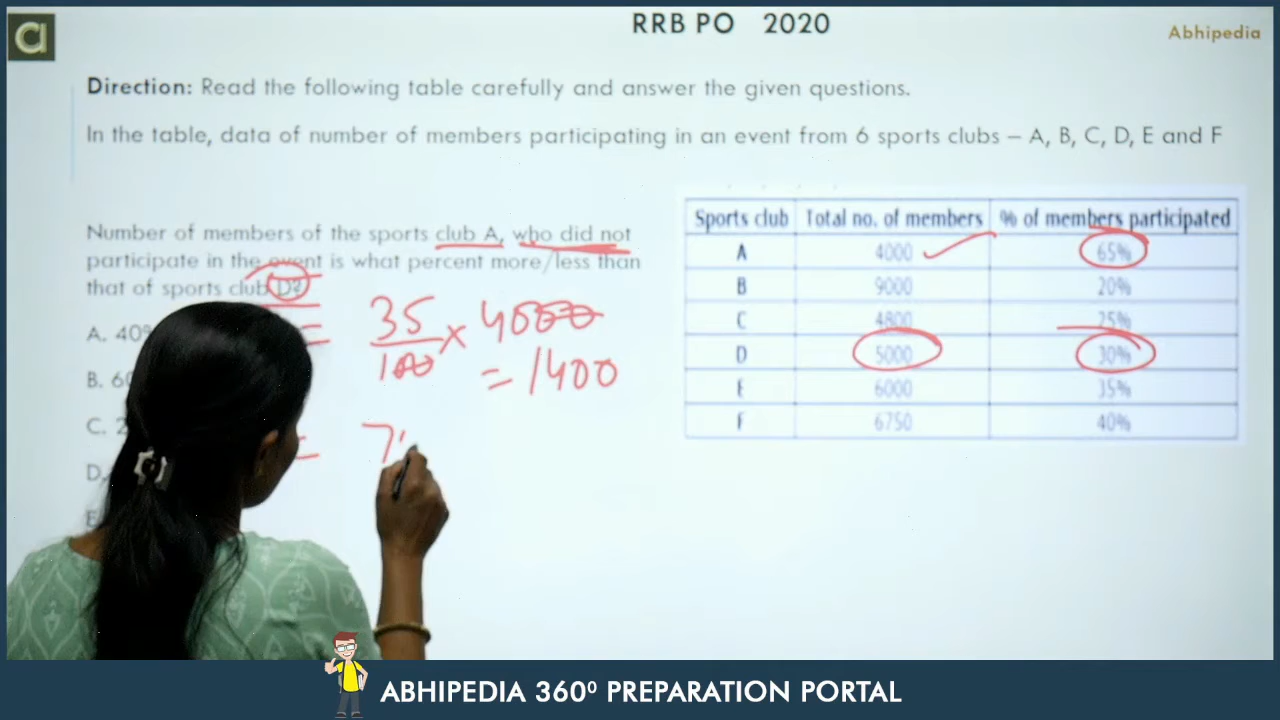 RRB PO 2020
Abhipedia
Direction: Read the following table carefully and answer the given questions.
In the table, data of number of members participating in an event from 6 sports clubs – A, B, C, D, E and F
Number of members of the sports club A, who did not
participate in the event is what percent more/less than
that of sports club D?
A. 40%
B. 60
C. 2
D.
E
= 35/100 × 4000
= 1400
= 7
Sports club Total no. of members % of members participated
A 4000 65%
B 9000 20%
C 4800 25%
D 5000 30%
E 6000 35%
F 6750 40%
ABHIPEDIA 360⁰ PREPARATION PORTAL